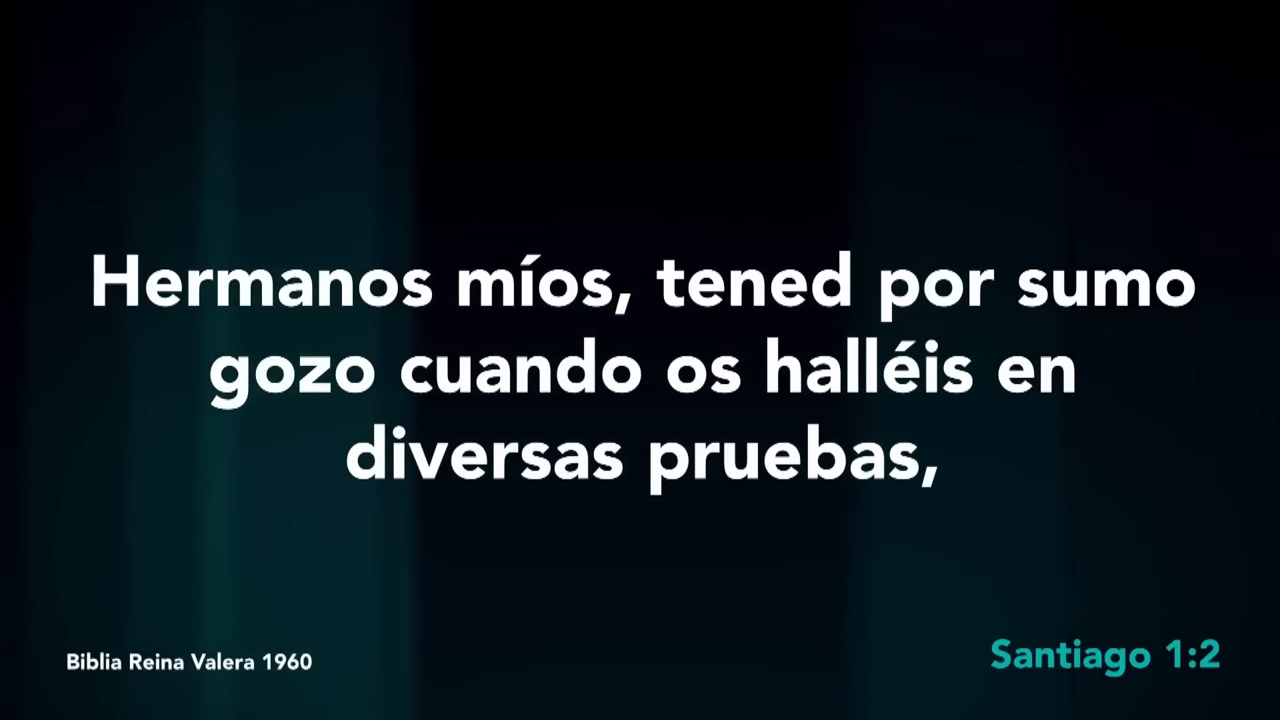 Hermanos míos, tened por sumo
gozo cuando os halléis en
diversas pruebas,
Biblia Reina Valera 1960
Santiago 1:2